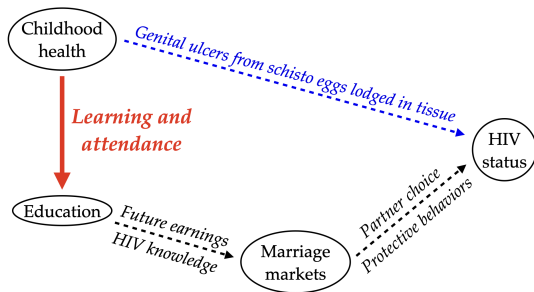 Childhood
health
Genital ulcers from schisto eggs lodged in tissue
Learning and
attendance
HIV
status
Education
Future earnings
HIV knowledge
Marriage
markets
Partner choice
Protective behaviors